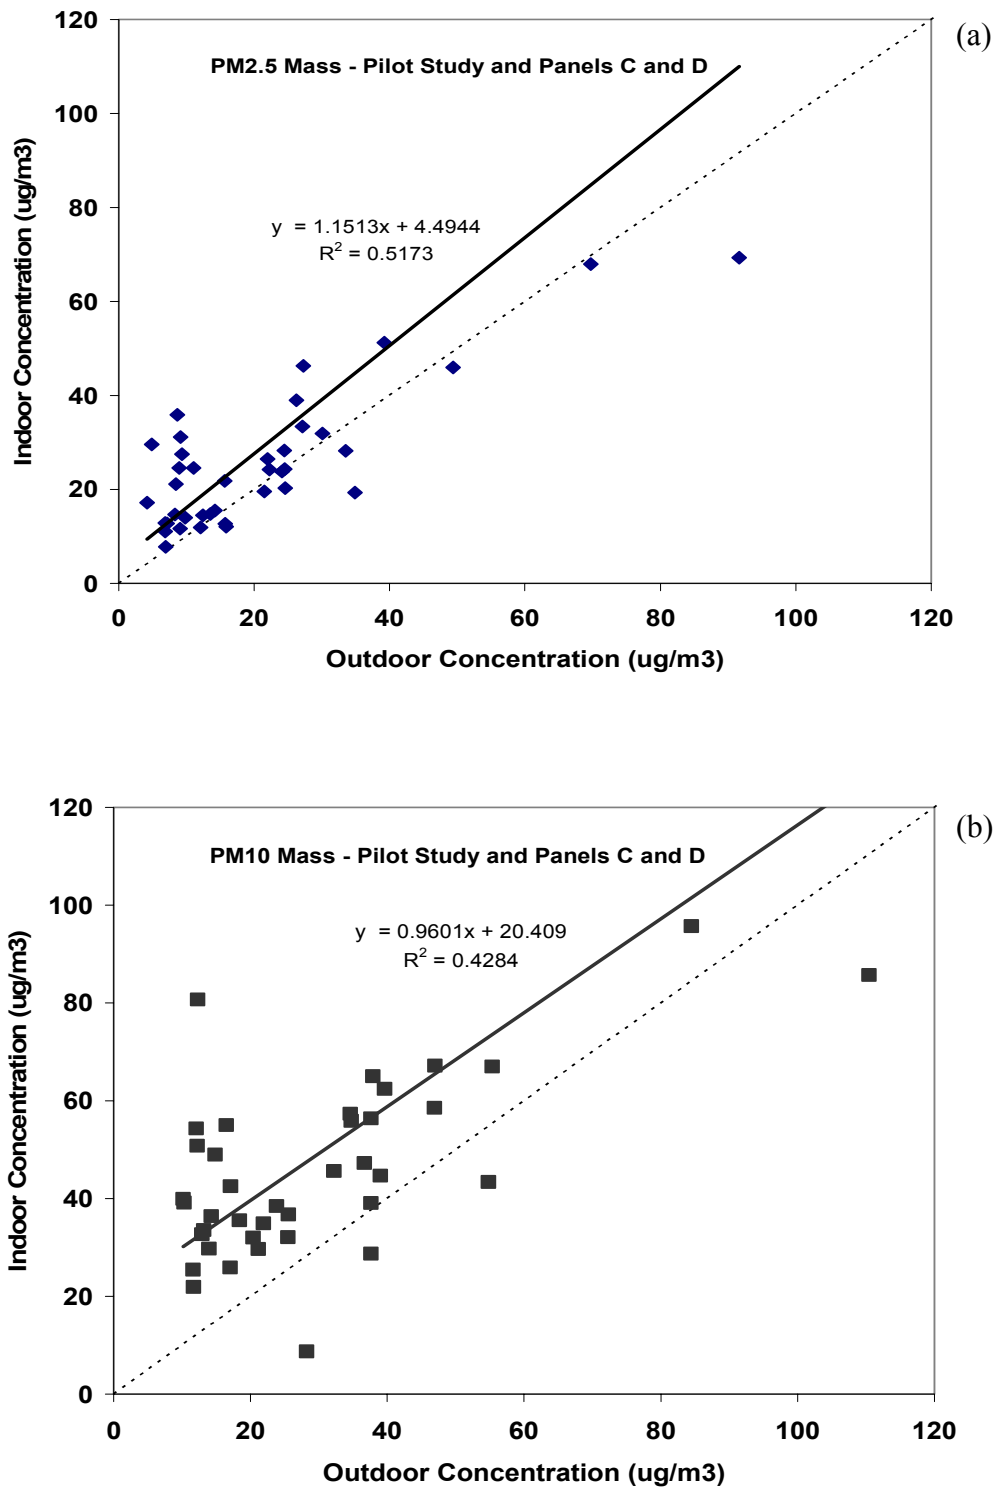 (a)
PM2.5 Mass - Pilot Study and Panels C and D
y = 1.1513x + 4.4944
R² = 0.5173
Indoor Concentration (ug/m3)
120
100
80
60
40
20
0
0 20 40 60 80 100 120
Outdoor Concentration (ug/m3)
(b)
PM10 Mass - Pilot Study and Panels C and D
y = 0.9601x + 20.409
R² = 0.4284
Indoor Concentration (ug/m3)
120
100
80
60
40
20
0
0 20 40 60 80 100 120
Outdoor Concentration (ug/m3)